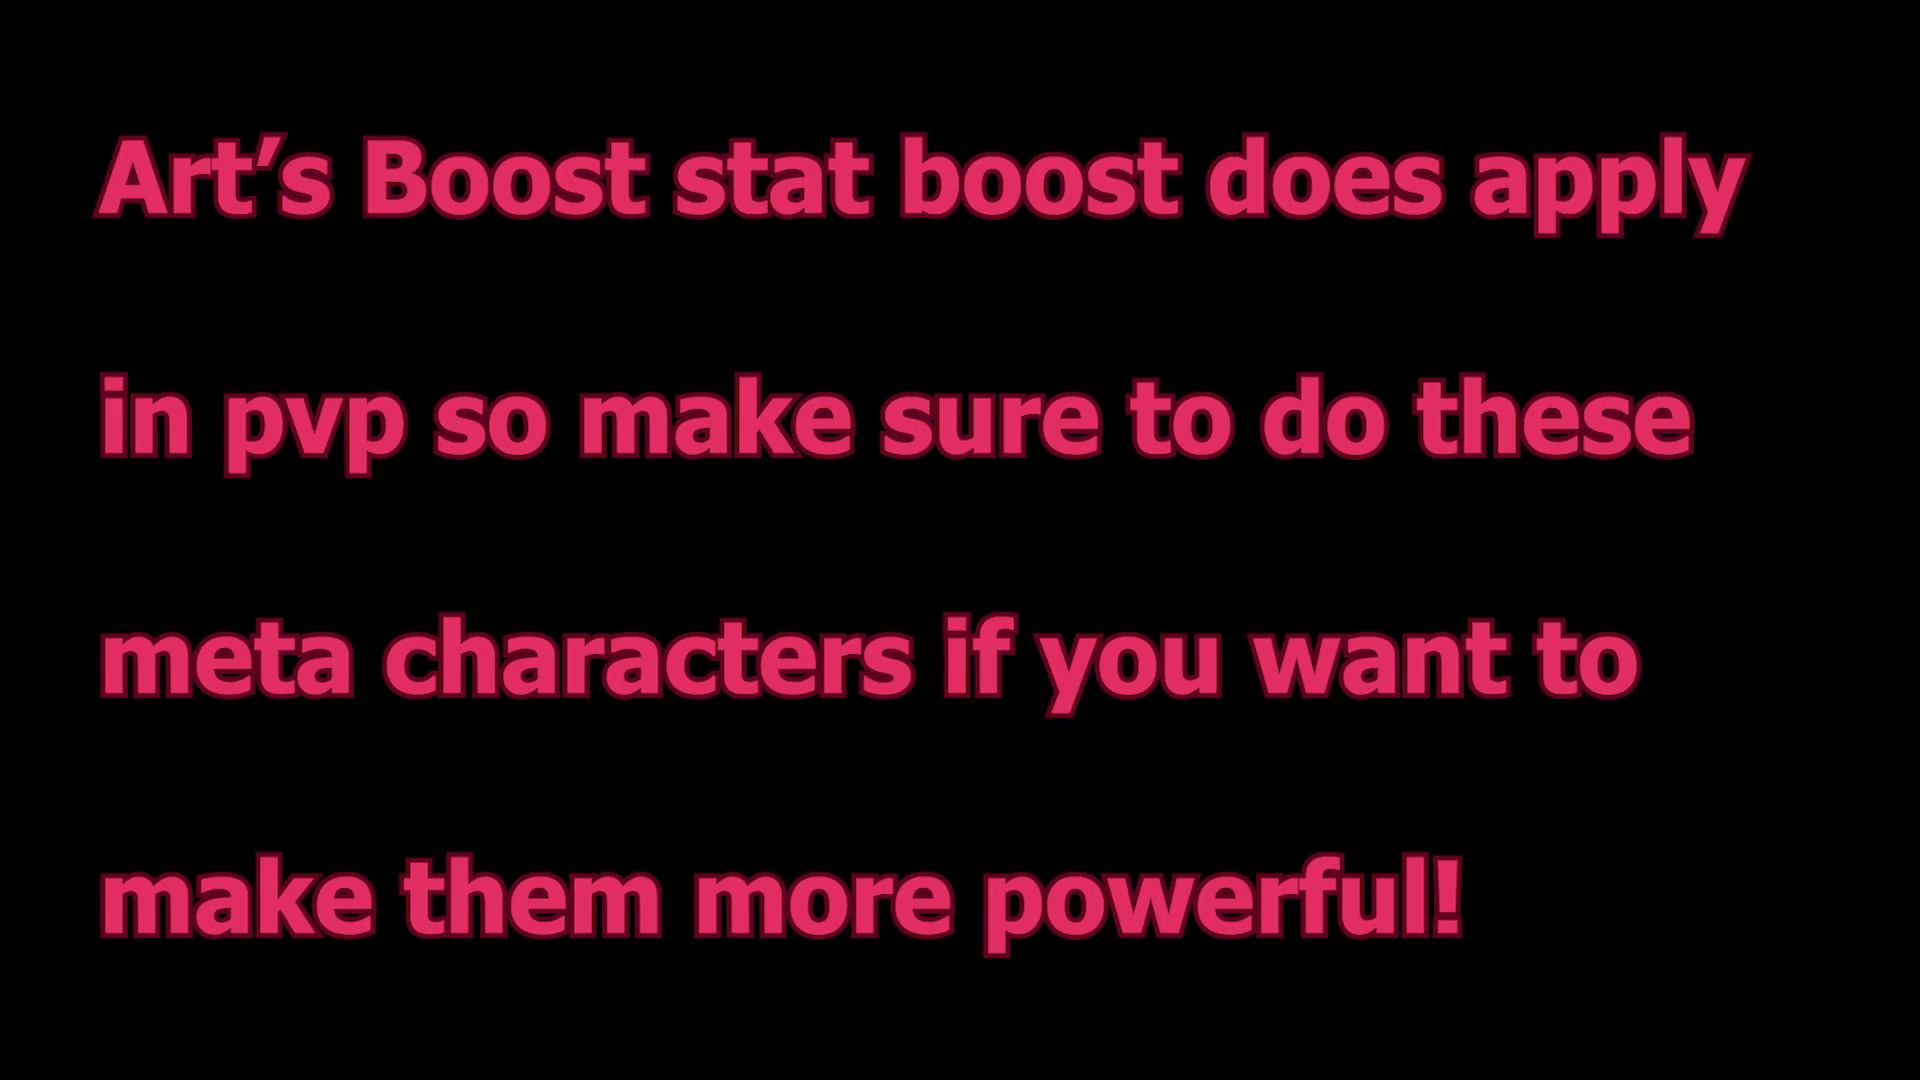 Art’s Boost stat boost does apply
in pvp so make sure to do these
meta characters if you want to
make them more powerful!